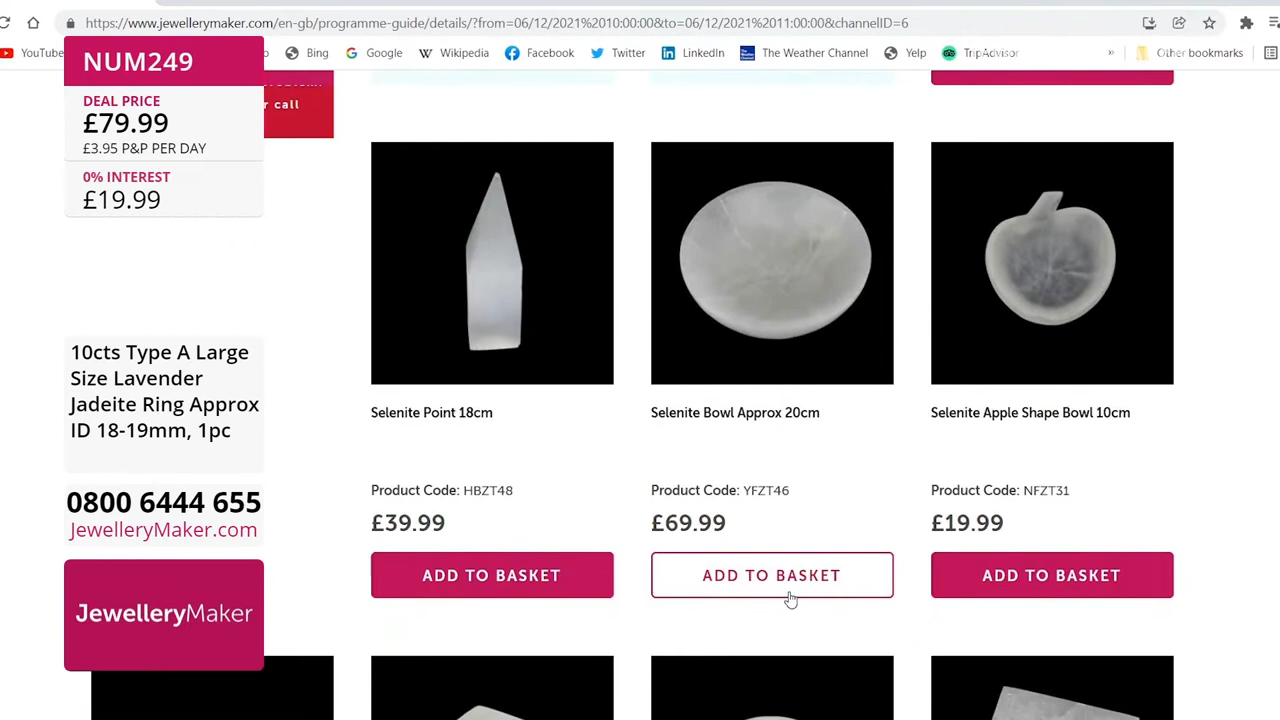 https://www.jewellerymaker.com/en-gb/programme-guide/details/?from=06/12/2021%2010:00:00&to=06/12/2021%2011:00:00&channelID=6
YouTube
Bing
Google
Wikipedia
Facebook
Twitter
LinkedIn
The Weather Channel
Yelp
TripAdvisor
»
Other bookmarks
NUM249
DEAL PRICE
£79.99
£3.95 P&P PER DAY
0% INTEREST
£19.99
r call
10cts Type A Large
Size Lavender
Jadeite Ring Approx
ID 18-19mm, 1pc
0800 6444 655
JewelleryMaker.com
JewelleryMaker
Selenite Point 18cm
Product Code: HBZT48
£39.99
ADD TO BASKET
Selenite Bowl Approx 20cm
Product Code: YFZT46
£69.99
ADD TO BASKET
Selenite Apple Shape Bowl 10cm
Product Code: NFZT31
£19.99
ADD TO BASKET